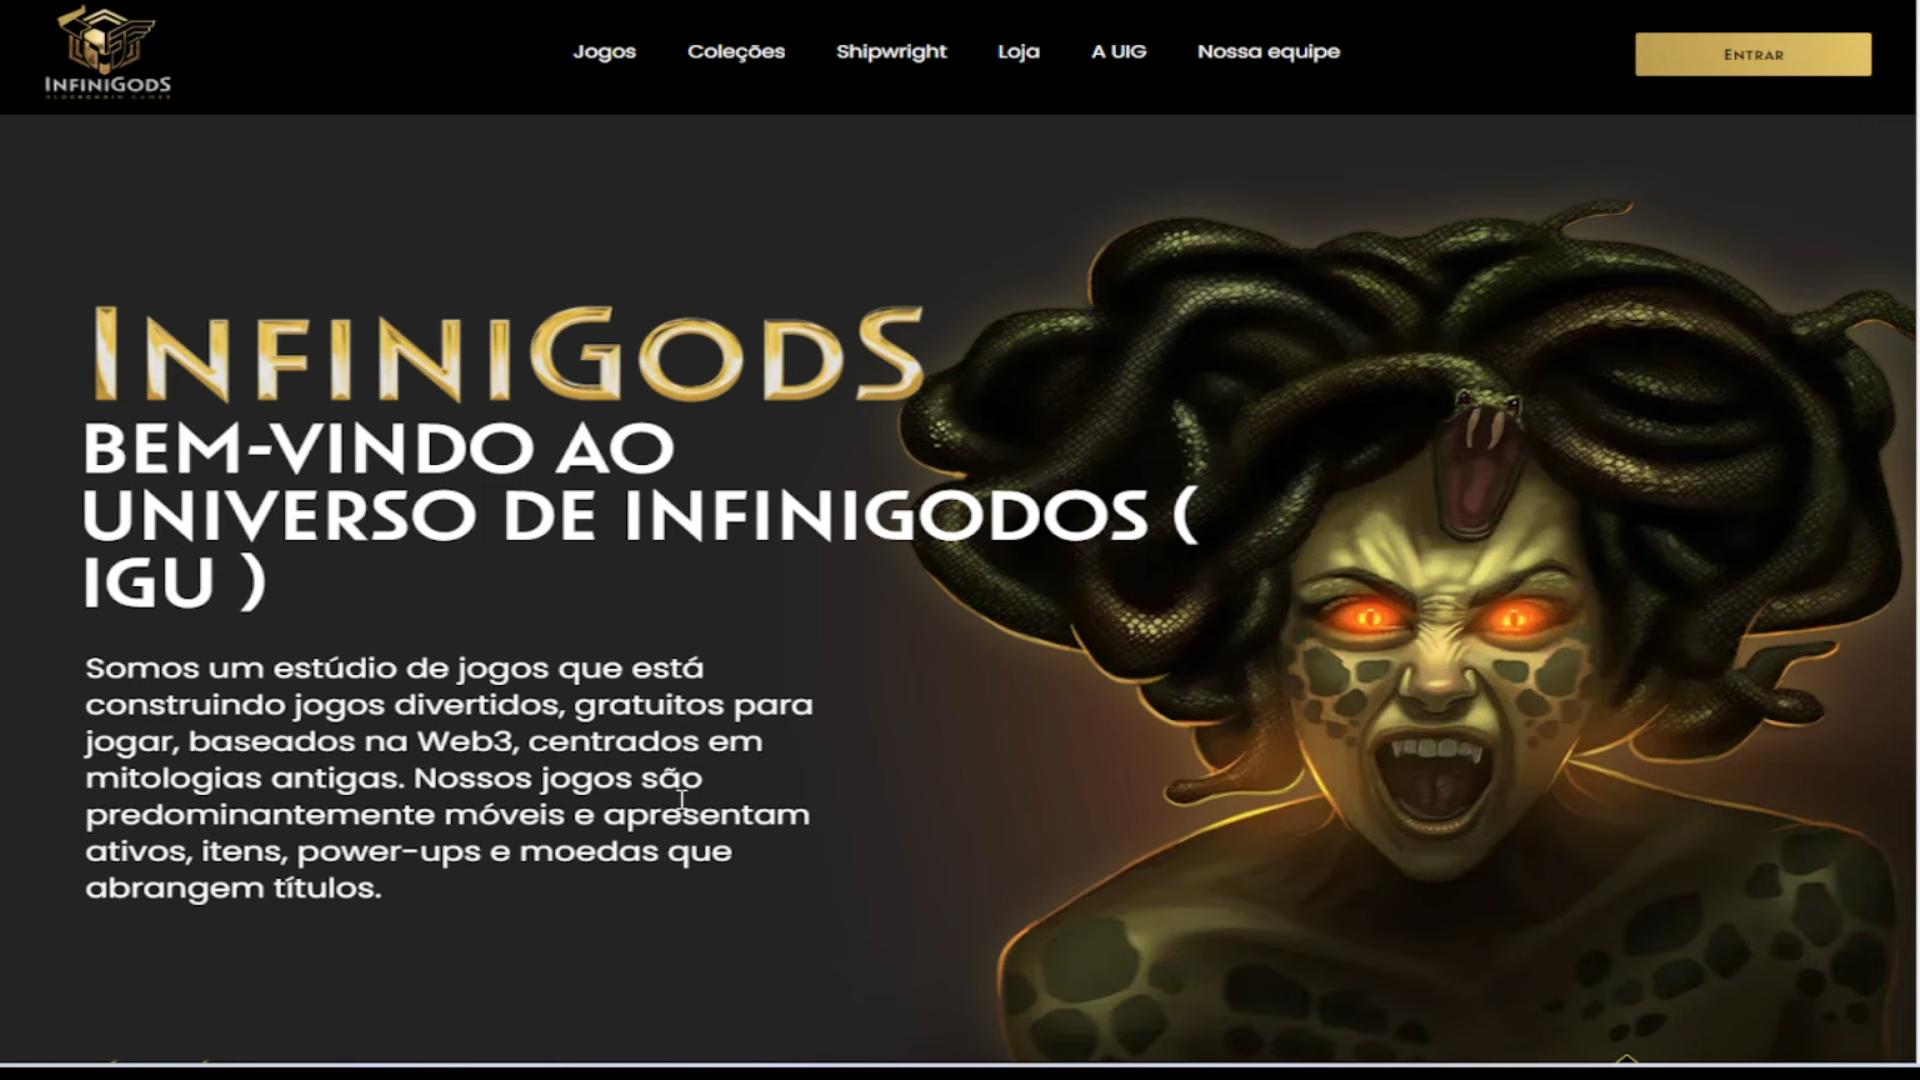 INFINIGODS
BLOCKCHAIN GAMES
Jogos
Coleções
Shipwright
Loja
A UIG
Nossa equipe
ENTRAR
INFINIGODS
BEM-VINDO AO
UNIVERSO DE INFINIGODOS (
IGU )
Somos um estúdio de jogos que está
construindo jogos divertidos, gratuitos para
jogar, baseados na Web3, centrados em
mitologias antigas. Nossos jogos são
predominantemente móveis e apresentam
ativos, itens, power-ups e moedas que
abrangem títulos.